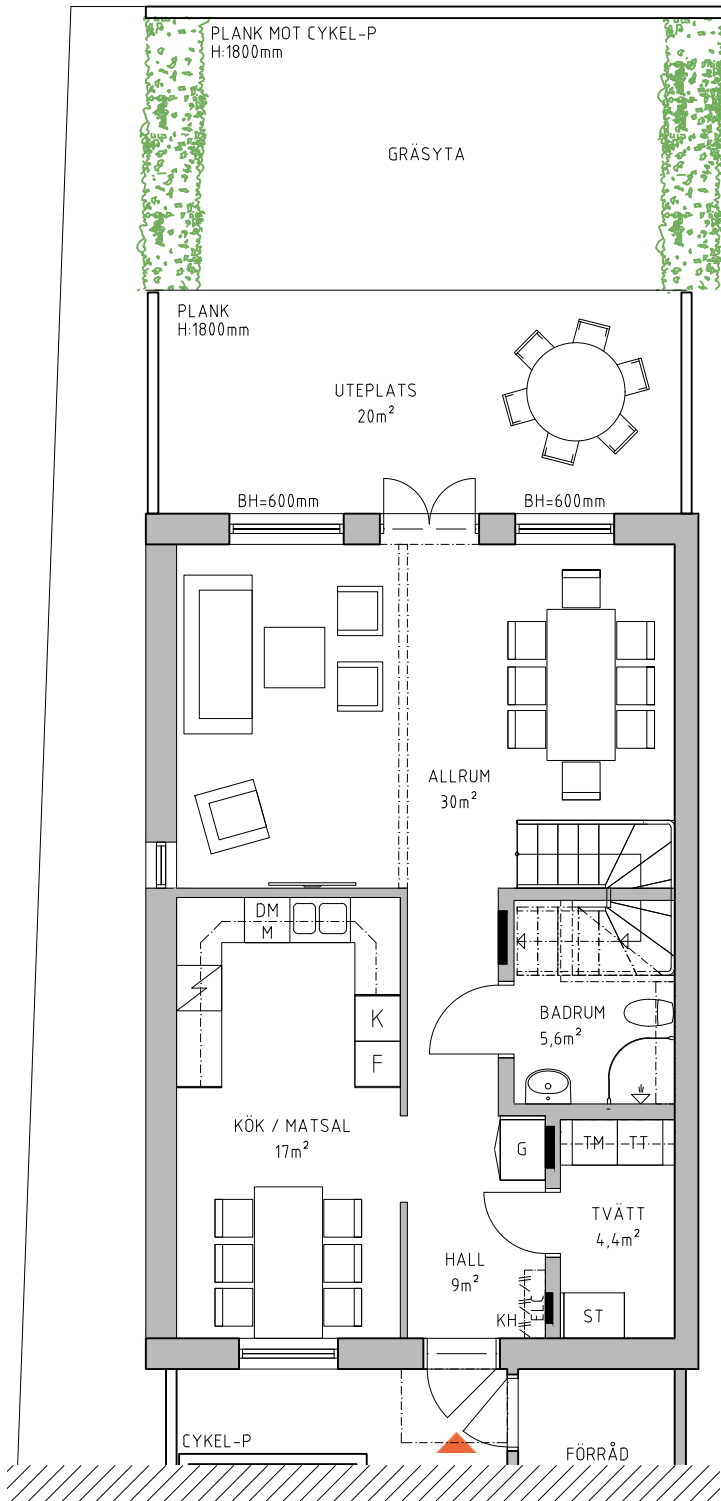 PLANK MOT CYKEL-P
H:1800mm
GRÄSYTA
PLANK
H:1800mm
UTEPLATS
20m²
BH=600mm
BH=600mm
ALLRUM
30m²
DM
M
K
F
BADRUM
5,6m²
KÖK / MATSAL
17m²
G
TM
TT
TVÄTT
4,4m²
HALL
9m²
KH
ELC
ST
CYKEL-P
FÖRRÅD